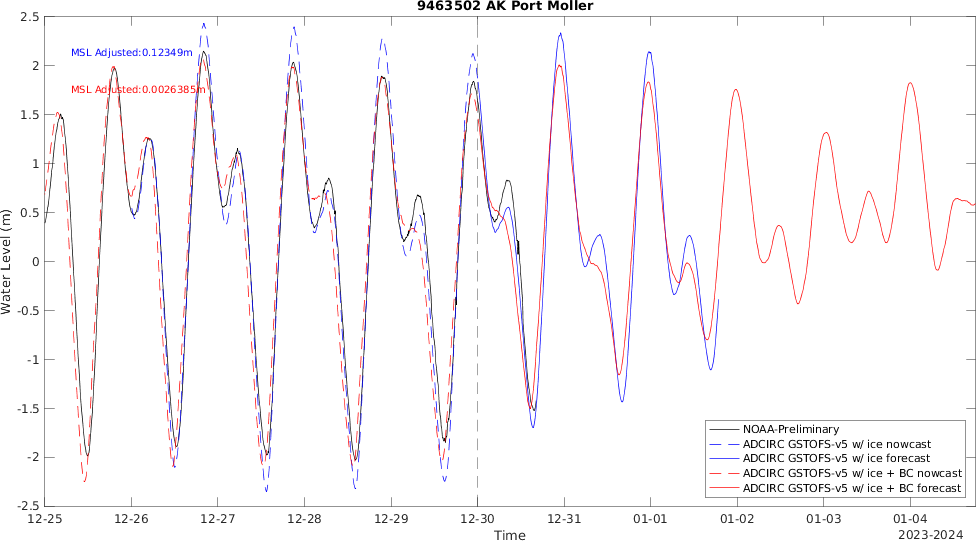 9463502 AK Port Moller
2.5
2
1.5
1
0.5
0
-0.5
-1
-1.5
-2
-2.5
Water Level (m)
MSL Adjusted:0.12349m
MSL Adjusted:0.0026385m
NOAA-Preliminary
ADCIRC GSTOFS-v5 w/ ice nowcast
ADCIRC GSTOFS-v5 w/ ice forecast
ADCIRC GSTOFS-v5 w/ ice + BC nowcast
ADCIRC GSTOFS-v5 w/ ice + BC forecast
12-25 12-26 12-27 12-28 12-29 12-30 12-31 01-01 01-02 01-03 01-04
Time
2023-2024